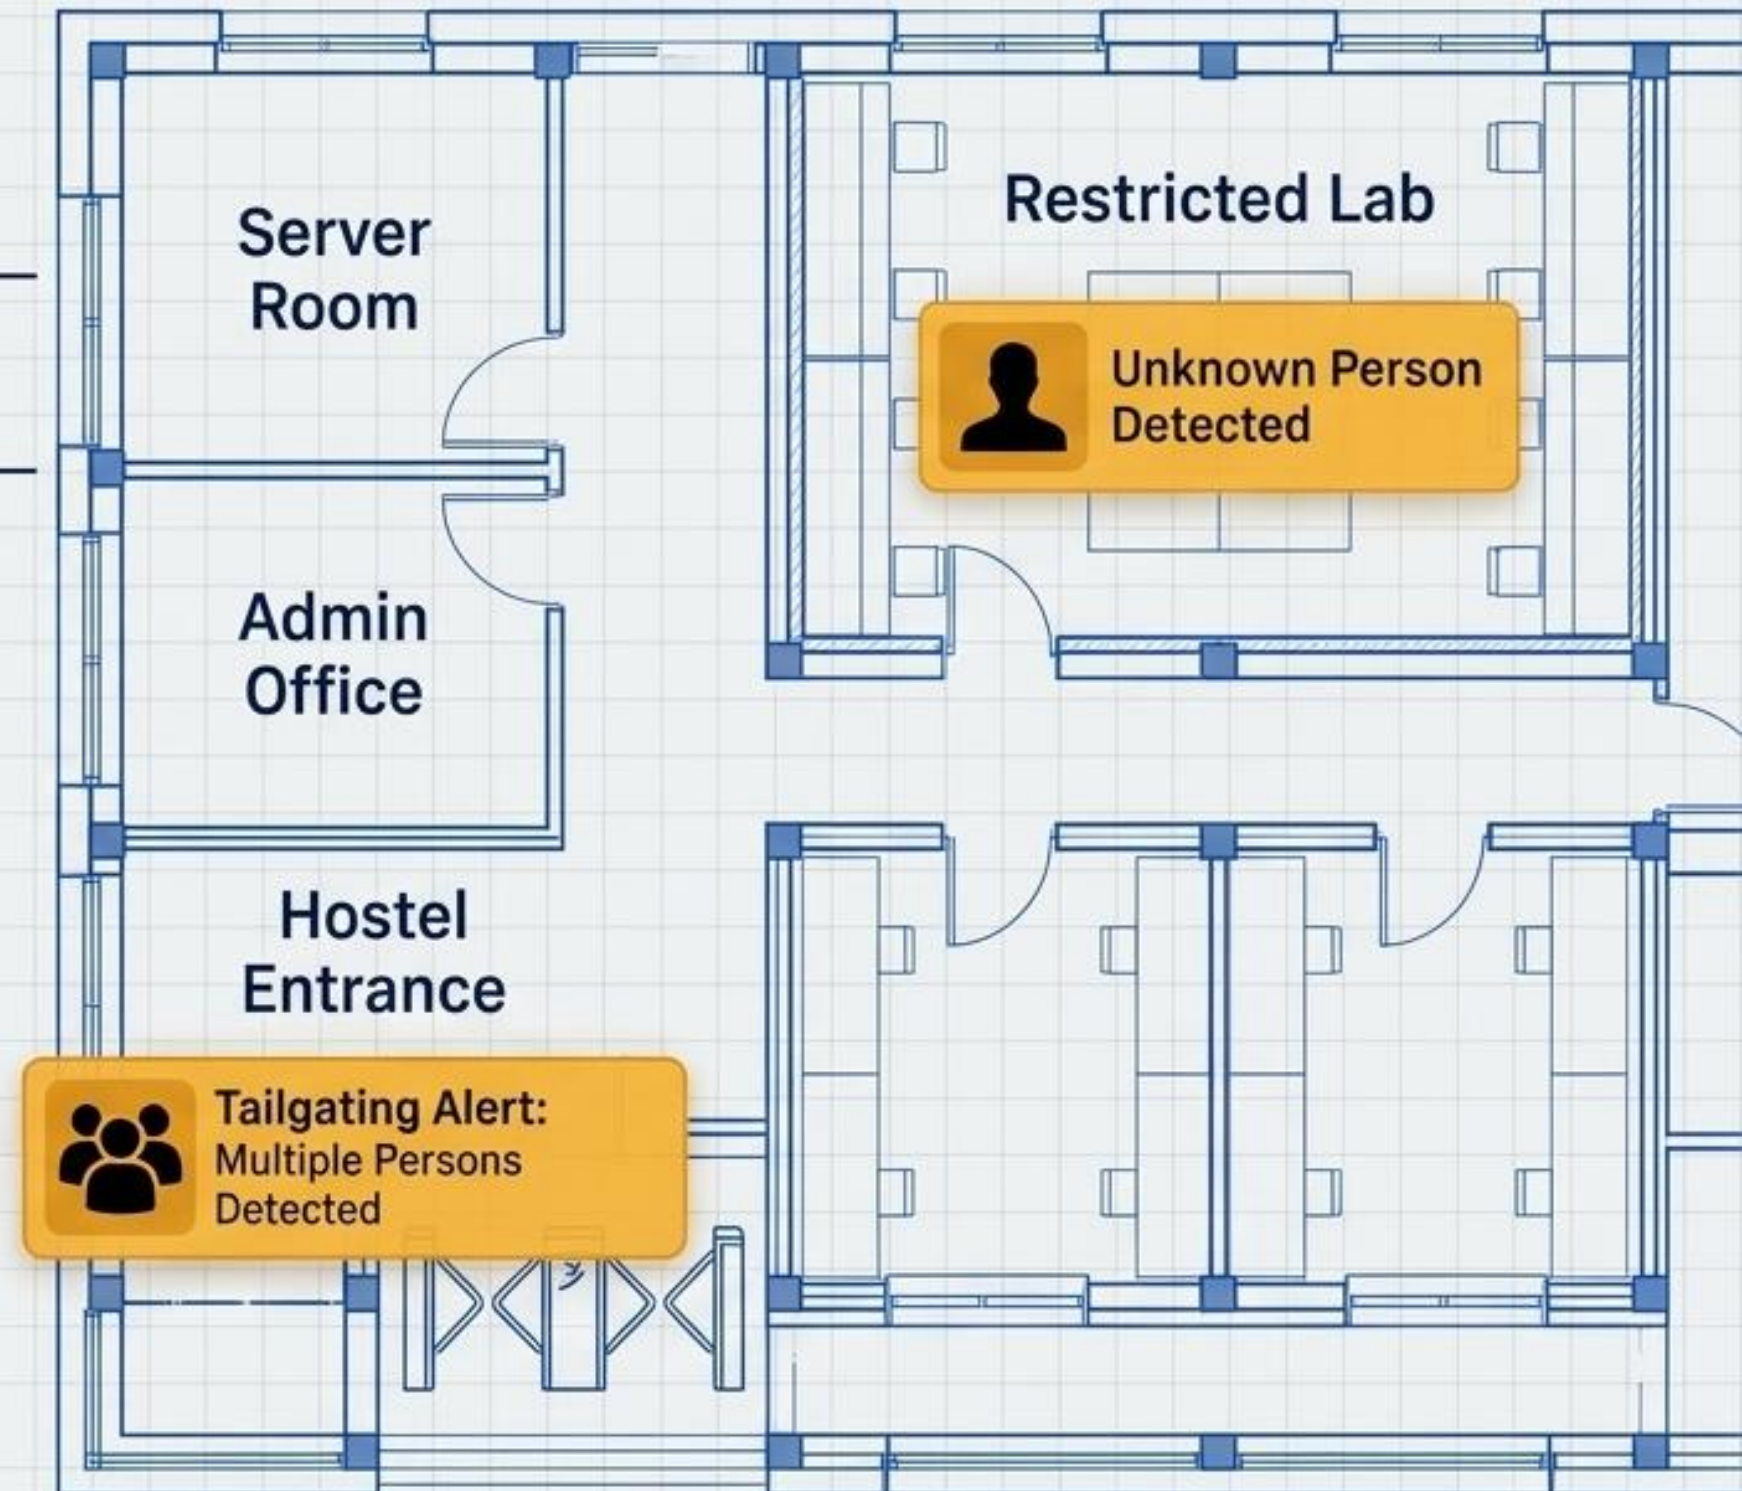 Server
Room
Restricted Lab
Unknown Person
Detected
Admin
Office
Hostel
Entrance
Tailgating Alert:
Multiple Persons
Detected